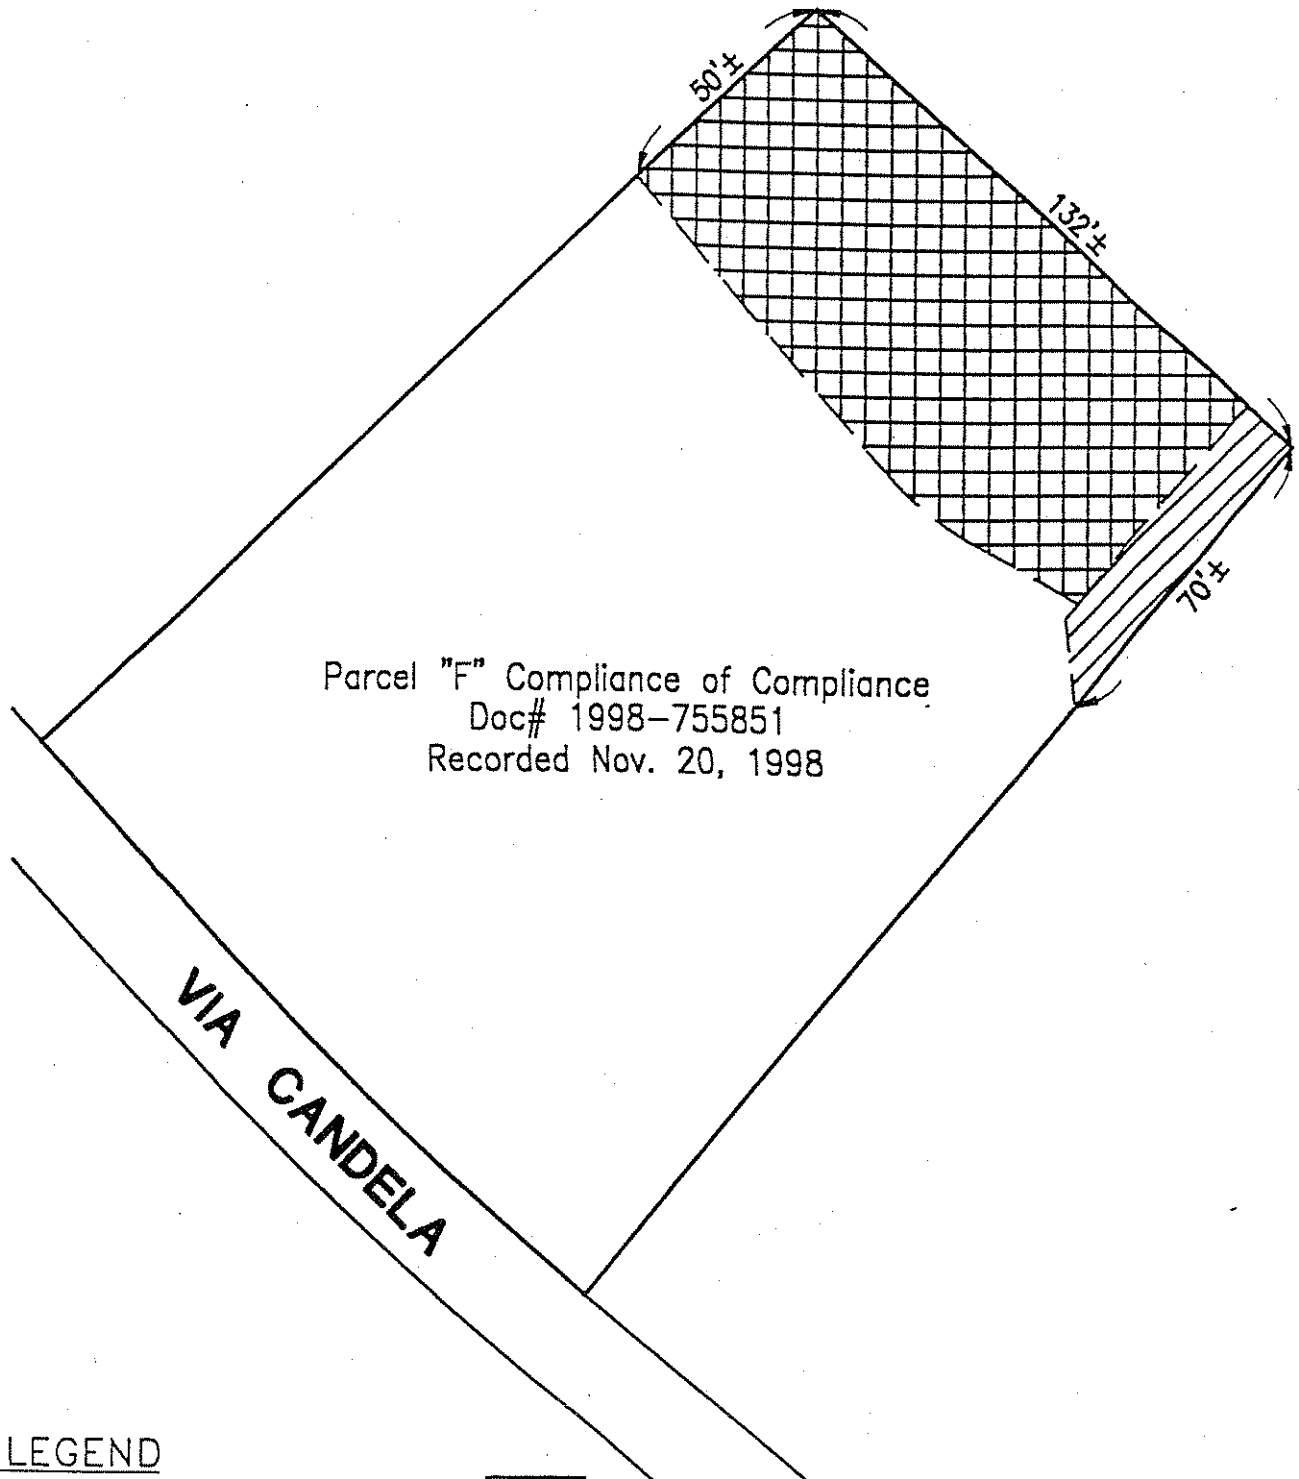 50'±
132'±
70'±
Parcel "F" Compliance of Compliance
Doc# 1998-755851
Recorded Nov. 20, 1998
VIA CANDELA
LEGEND